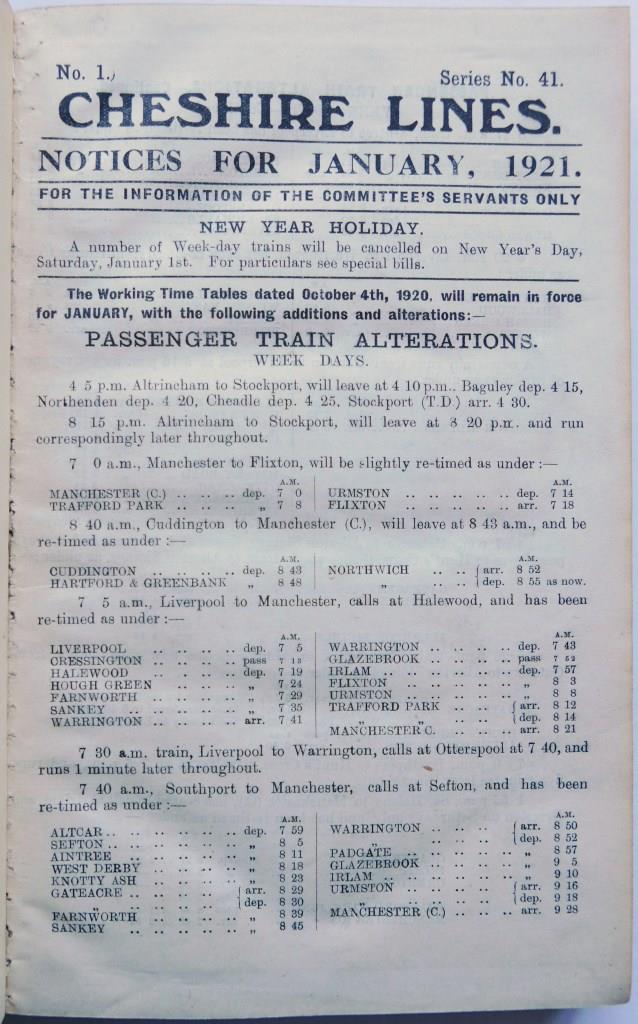 No. 1.) Series No. 41.
CHESHIRE LINES.
NOTICES FOR JANUARY, 1921.
FOR THE INFORMATION OF THE COMMITTEE'S SERVANTS ONLY
NEW YEAR HOLIDAY.
A number of Week-day trains will be cancelled on New Year's Day,
Saturday, January 1st. For particulars see special bills.
The Working Time Tables dated October 4th, 1920, will remain in force
for JANUARY, with the following additions and alterations:—
PASSENGER TRAIN ALTERATIONS.
WEEK DAYS.
4 5 p.m. Altrincham to Stockport, will leave at 4 10 p.m.. Baguley dep. 4 15,
Northenden dep. 4 20, Cheadle dep. 4 25, Stockport (T.D.) arr. 4 30.
8 15 p.m. Altrincham to Stockport, will leave at 8 20 p.m. and run
correspondingly later throughout.
7 0 a.m., Manchester to Flixton, will be slightly re-timed as under :—
A.M.
MANCHESTER (C.) .. .. .. dep. 7 0
TRAFFORD PARK .. .. .. „ 7 8
A.M.
URMSTON .. .. .. .. .. dep. 7 14
FLIXTON .. .. .. .. .. arr. 7 18
8 40 a.m., Cuddington to Manchester (C.), will leave at 8 43 a.m., and be
re-timed as under :—
A.M.
CUDDINGTON .. .. .. .. dep. 8 43
HARTFORD & GREENBANK „ 8 48
A.M.
NORTHWICH .. .. { arr. 8 52
„ .. .. { dep. 8 55 as now.
7 5 a.m., Liverpool to Manchester, calls at Halewood, and has been
re-timed as under :—
A.M.
LIVERPOOL .. .. .. .. dep. 7 5
CRESSINGTON .. .. .. .. pass 7 13
HALEWOOD .. .. .. .. dep. 7 19
HOUGH GREEN .. .. .. .. „ 7 24
FARNWORTH .. .. .. .. „ 7 29
SANKEY .. .. .. .. .. „ 7 35
WARRINGTON .. .. .. .. arr. 7 41
A.M.
WARRINGTON .. .. .. .. dep. 7 43
GLAZEBROOK .. .. .. .. pass 7 52
IRLAM .. .. .. .. .. .. dep. 7 57
FLIXTON .. .. .. .. .. „ 8 3
URMSTON .. .. .. .. .. „ 8 8
TRAFFORD PARK .. .. { arr. 8 12
„ „ .. .. { dep. 8 14
MANCHESTER C. .. .. .. arr. 8 21
7 30 a.m. train, Liverpool to Warrington, calls at Otterspool at 7 40, and
runs 1 minute later throughout.
7 40 a.m., Southport to Manchester, calls at Sefton, and has been
re-timed as under :—
A.M.
ALTCAR .. .. .. .. .. dep. 7 59
SEFTON .. .. .. .. .. „ 8 5
AINTREE .. .. .. .. .. „ 8 11
WEST DERBY .. .. .. .. „ 8 18
KNOTTY ASH .. .. .. .. „ 8 23
GATEACRE .. .. .. .. { arr. 8 29
„ .. .. .. .. { dep. 8 30
FARNWORTH .. .. .. .. „ 8 39
SANKEY .. .. .. .. .. „ 8 45
A.M.
WARRINGTON .. .. .. { arr. 8 50
„ .. .. .. { dep. 8 52
PADGATE .. .. .. .. .. „ 8 57
GLAZEBROOK .. .. .. .. „ 9 5
IRLAM .. .. .. .. .. .. „ 9 10
URMSTON .. .. .. .. { arr. 9 16
„ .. .. .. .. { dep. 9 18
MANCHESTER (C.) .. .. .. arr. 9 28